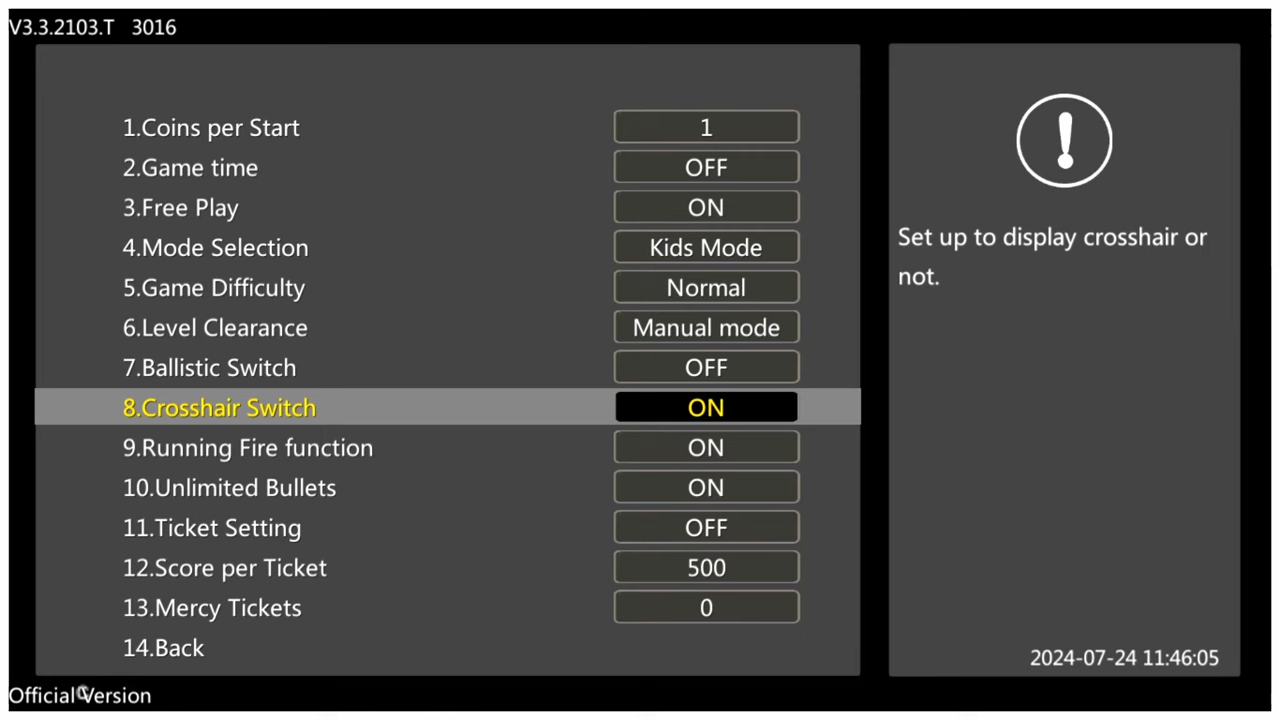 V3.3.2103.T 3016
1.Coins per Start 1
2.Game time OFF
3.Free Play ON
4.Mode Selection Kids Mode
5.Game Difficulty Normal
6.Level Clearance Manual mode
7.Ballistic Switch OFF
8.Crosshair Switch ON
9.Running Fire function ON
10.Unlimited Bullets ON
11.Ticket Setting OFF
12.Score per Ticket 500
13.Mercy Tickets 0
14.Back
Set up to display crosshair or
not.
2024-07-24 11:46:05
Official Version